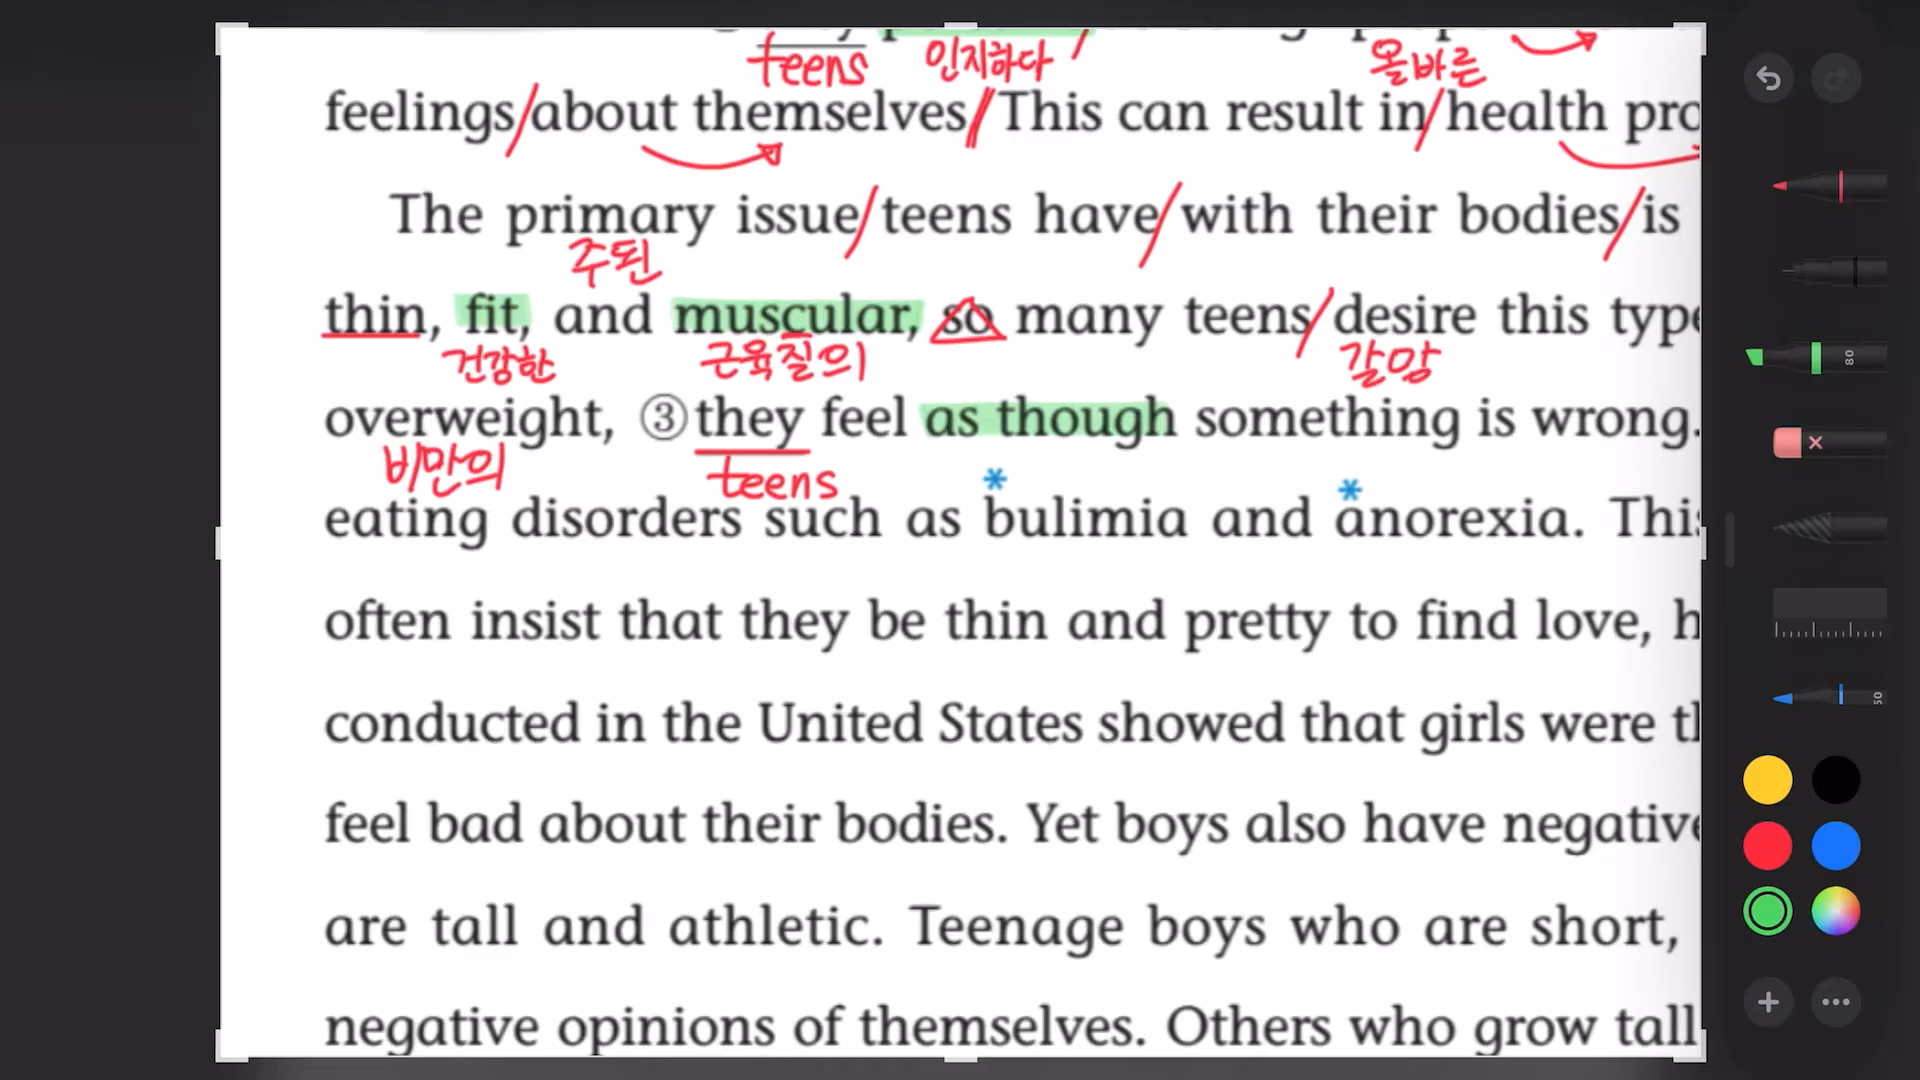 teens 인지하다 올바른
feelings/about themselves//This can result in/health pro
The primary issue/teens have/with their bodies/is
주된
thin, fit, and muscular, so many teens/desire this type
건강한 근육질의 갈망
overweight, ③they feel as though something is wrong.
비만의 teens
* *
eating disorders such as bulimia and anorexia. This
often insist that they be thin and pretty to find love, h
conducted in the United States showed that girls were th
feel bad about their bodies. Yet boys also have negative
are tall and athletic. Teenage boys who are short,
negative opinions of themselves. Others who grow tall
80
50